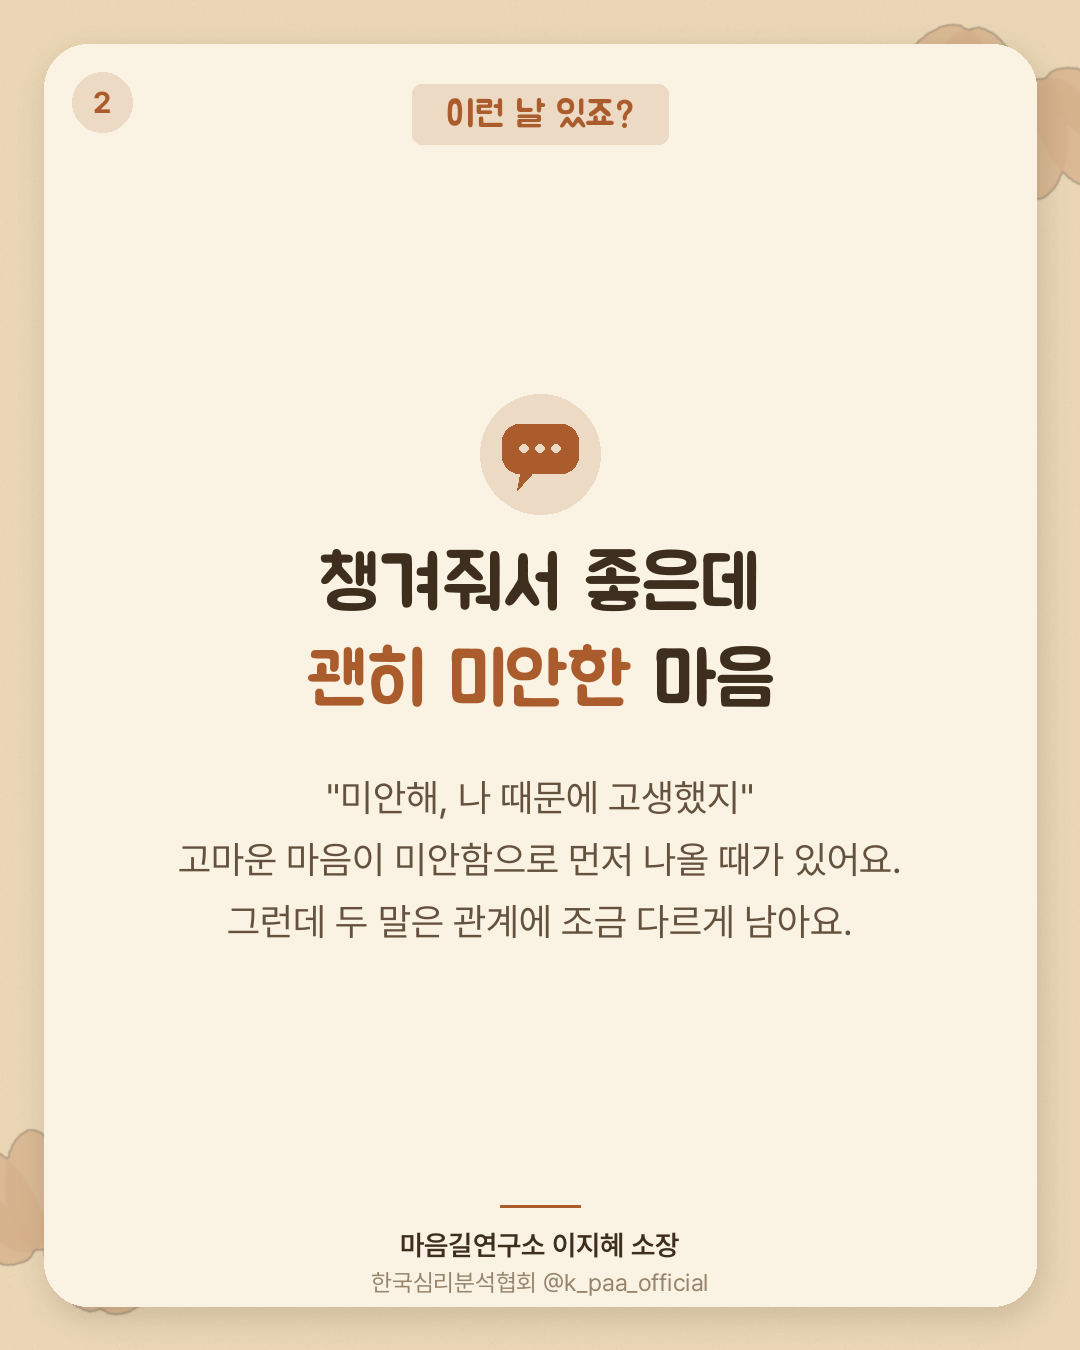 2
이런 날 있죠?
챙겨줘서 좋은데
괜히 미안한 마음
"미안해, 나 때문에 고생했지"
고마운 마음이 미안함으로 먼저 나올 때가 있어요.
그런데 두 말은 관계에 조금 다르게 남아요.
마음길연구소 이지혜 소장
한국심리분석협회 @k_paa_official